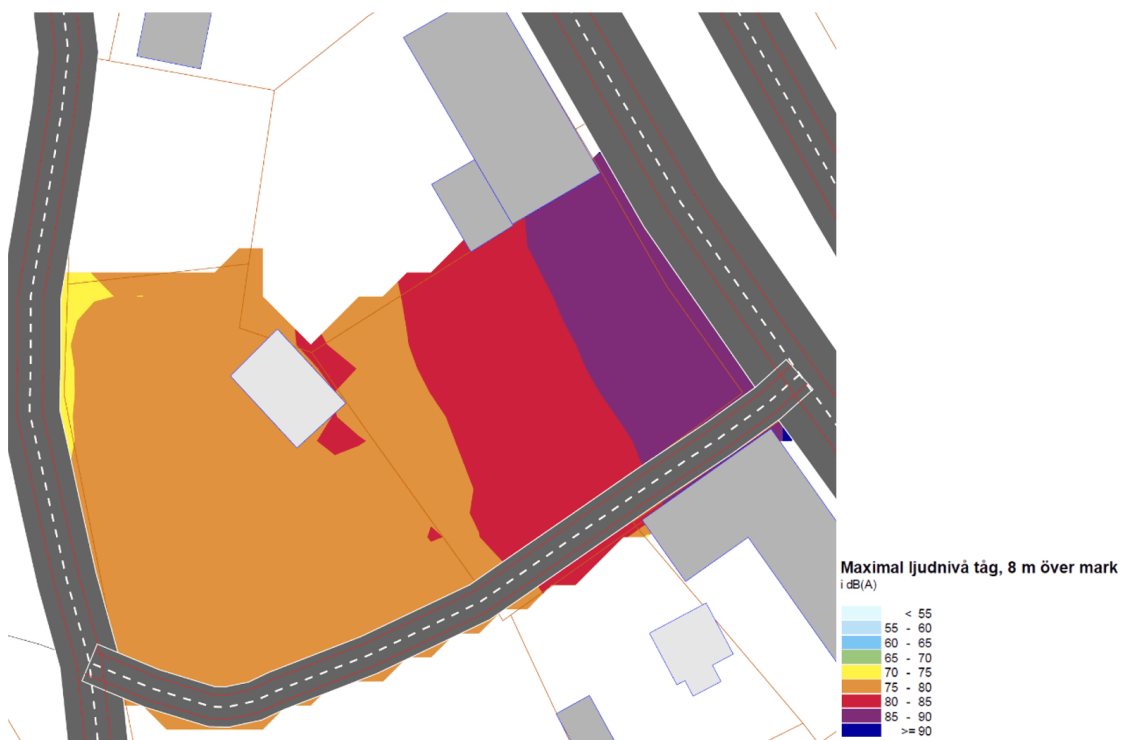 Maximal ljudnivå tåg, 8 m över mark
i dB(A)
< 55
55 - 60
60 - 65
65 - 70
70 - 75
75 - 80
80 - 85
85 - 90
>= 90